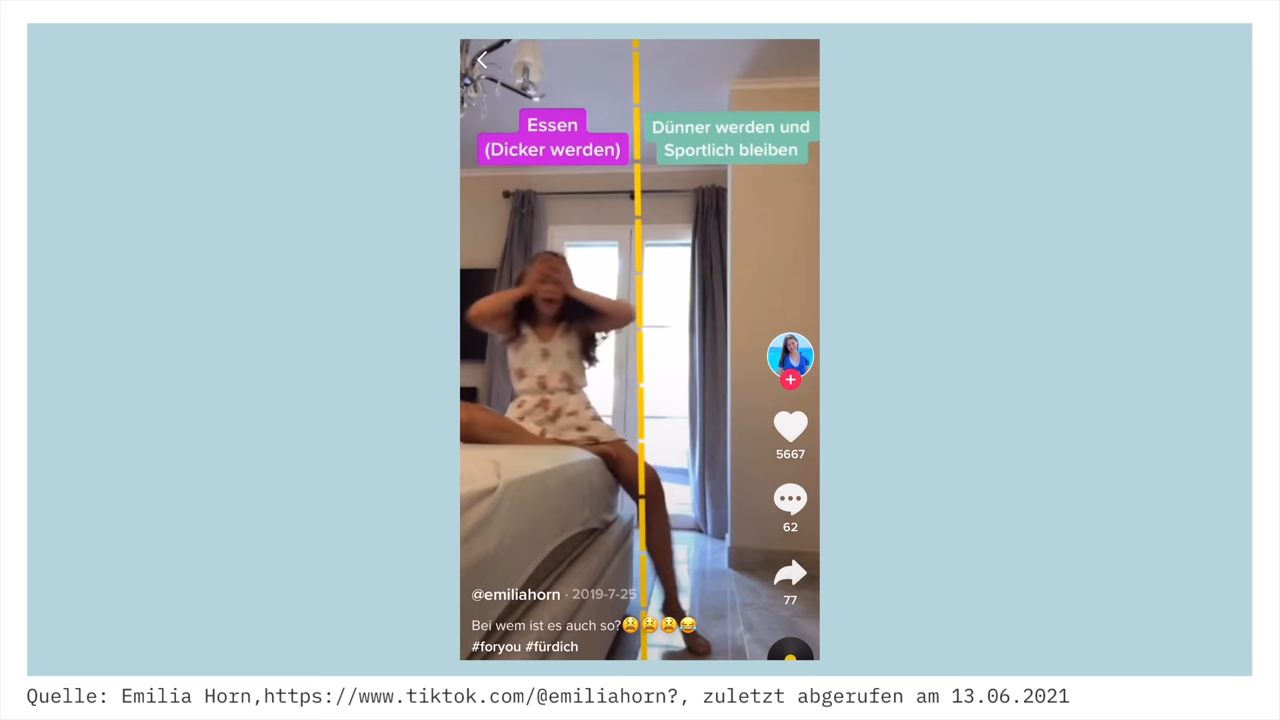 Essen
(Dicker werden)
Dünner werden und
Sportlich bleiben
5667
62
77
@emiliahorn · 2019-7-25
Bei wem ist es auch so?😫😫😫😂
#foryou #fürdich
Quelle: Emilia Horn,https://www.tiktok.com/@emiliahorn?, zuletzt abgerufen am 13.06.2021